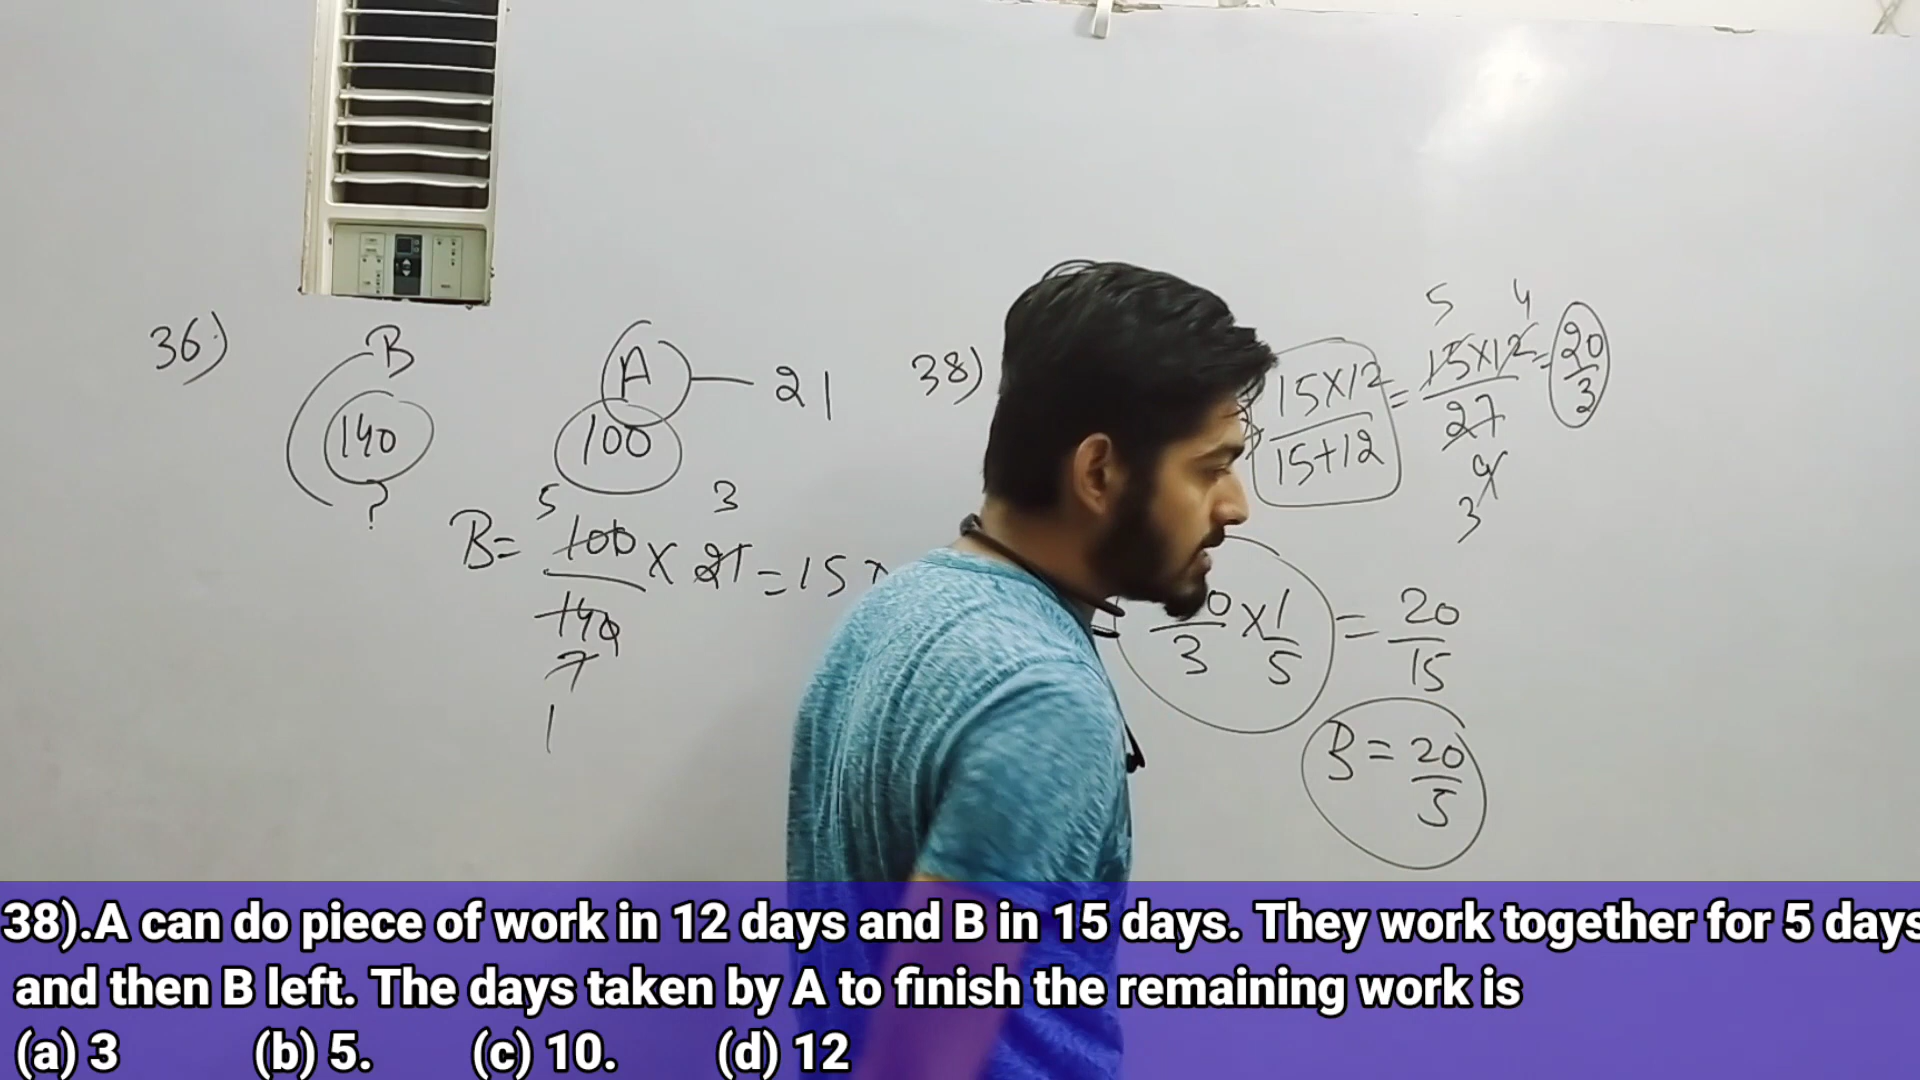 36)
B
A — 21
140
100
?
5 3
B = 100 × 21 = 15
140
7
1
38)
15×12 = 15×12 = 20
15+12 27 3
5 4
9
3
0 × 1 = 20
3 5 15
B = 20
5
38).A can do piece of work in 12 days and B in 15 days. They work together for 5 days
and then B left. The days taken by A to finish the remaining work is
(a) 3 (b) 5. (c) 10. (d) 12